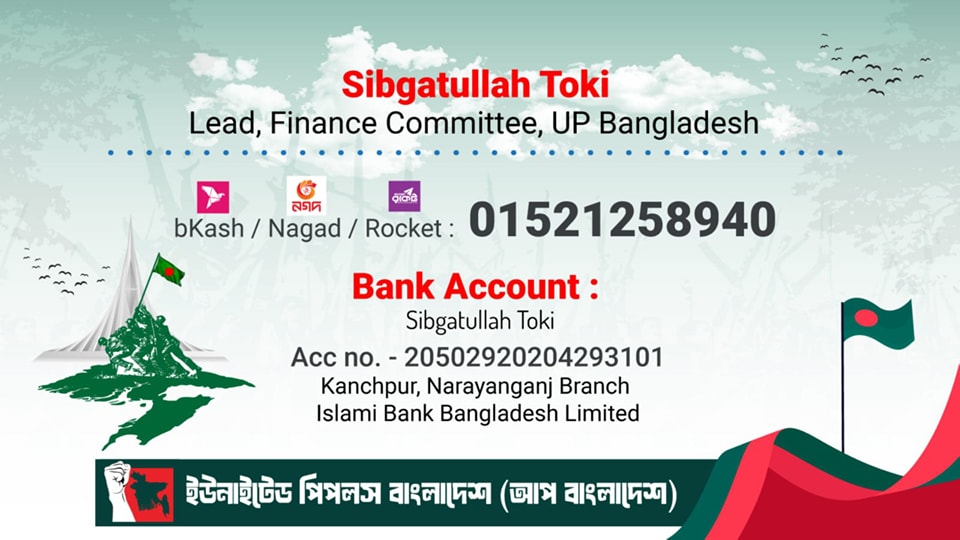 Sibgatullah Toki
Lead, Finance Committee, UP Bangladesh
নগদ
রকেট
bKash / Nagad / Rocket : 01521258940
Bank Account :
Sibgatullah Toki
Acc no. - 20502920204293101
Kanchpur, Narayanganj Branch
Islami Bank Bangladesh Limited
ইউনাইটেড পিপলস বাংলাদেশ (আপ বাংলাদেশ)